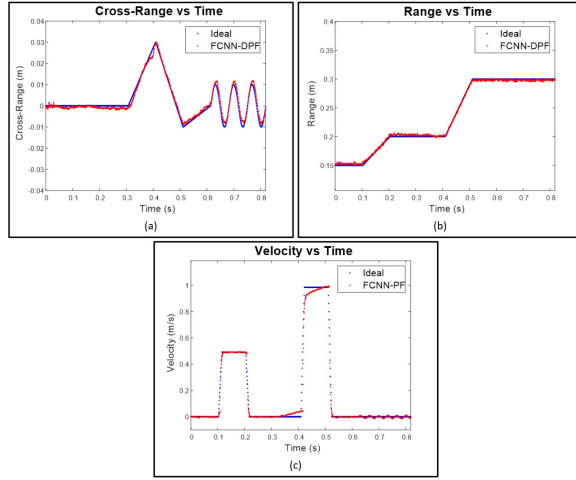 Cross-Range vs Time
Ideal
FCNN-DPF
Cross-Range (m)
0.04
0.03
0.02
0.01
0
-0.01
-0.02
-0.03
-0.04
0 0.1 0.2 0.3 0.4 0.5 0.6 0.7 0.8
Time (s)
(a)
Range vs Time
Ideal
FCNN-DPF
Range (m)
0.4
0.35
0.3
0.25
0.2
0.15
0 0.1 0.2 0.3 0.4 0.5 0.6 0.7 0.8
Time (s)
(b)
Velocity vs Time
Ideal
FCNN-PF
Velocity (m/s)
1
0.8
0.6
0.4
0.2
0
0 0.1 0.2 0.3 0.4 0.5 0.6 0.7 0.8
Time (s)
(c)